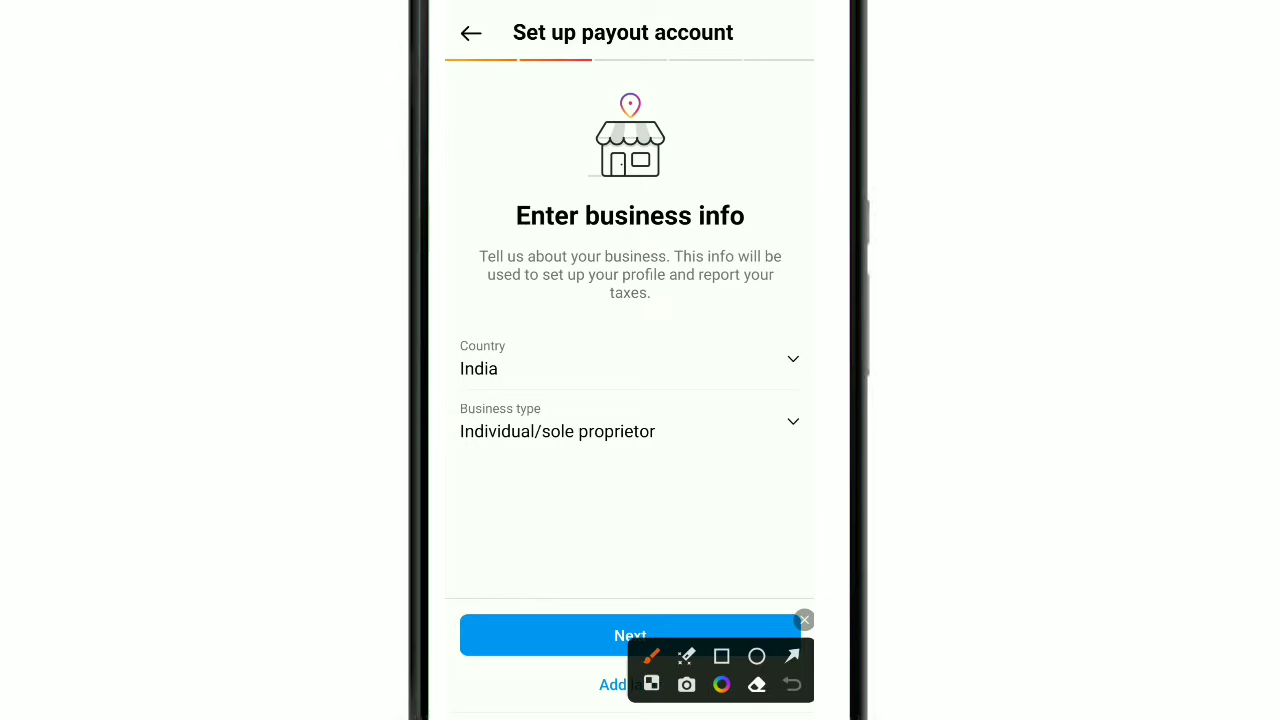 Set up payout account
Enter business info
Tell us about your business. This info will be
used to set up your profile and report your
taxes.
Country
India
Business type
Individual/sole proprietor
Next
Add